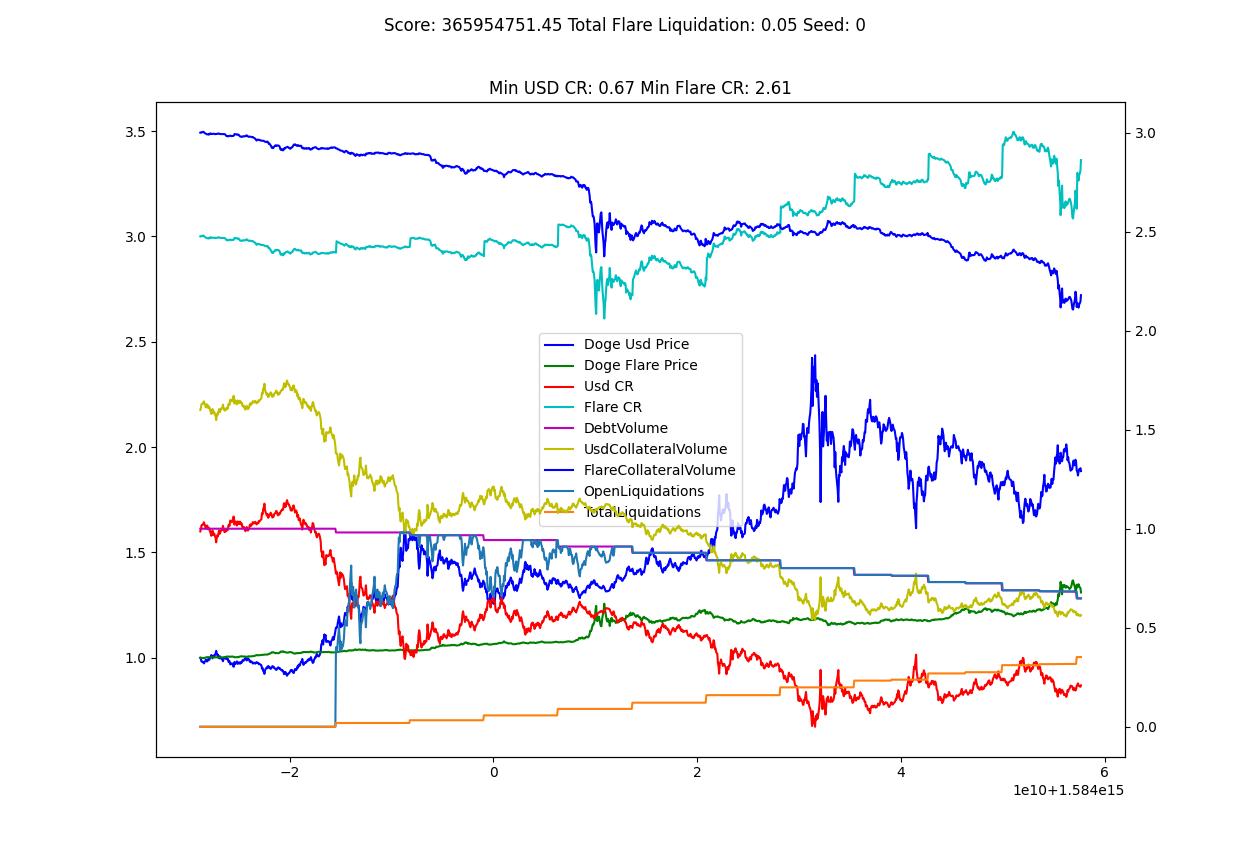 Score: 365954751.45 Total Flare Liquidation: 0.05 Seed: 0
Min USD CR: 0.67 Min Flare CR: 2.61
3.5
3.0
2.5
2.0
1.5
1.0
3.0
2.5
2.0
1.5
1.0
0.5
0.0
Doge Usd Price
Doge Flare Price
Usd CR
Flare CR
DebtVolume
UsdCollateralVolume
FlareCollateralVolume
OpenLiquidations
TotalLiquidations
−2
0
2
4
6
1e10+1.584e15